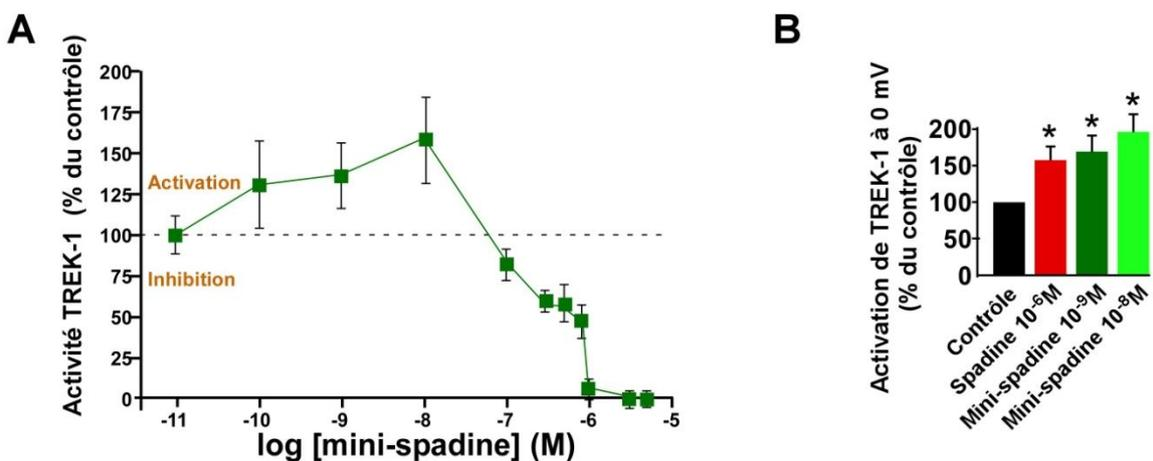 A
Activité TREK-1 (% du contrôle)
200
175
150
125
100
75
50
25
0
Activation
Inhibition
-11
-10
-9
-8
-7
-6
-5
log [mini-spadine] (M)
B
Activation de TREK-1 à 0 mV
(% du contrôle)
200
150
100
50
0
*
*
*
Contrôle
Spadine 10⁻⁶M
Mini-spadine 10⁻⁹M
Mini-spadine 10⁻⁸M